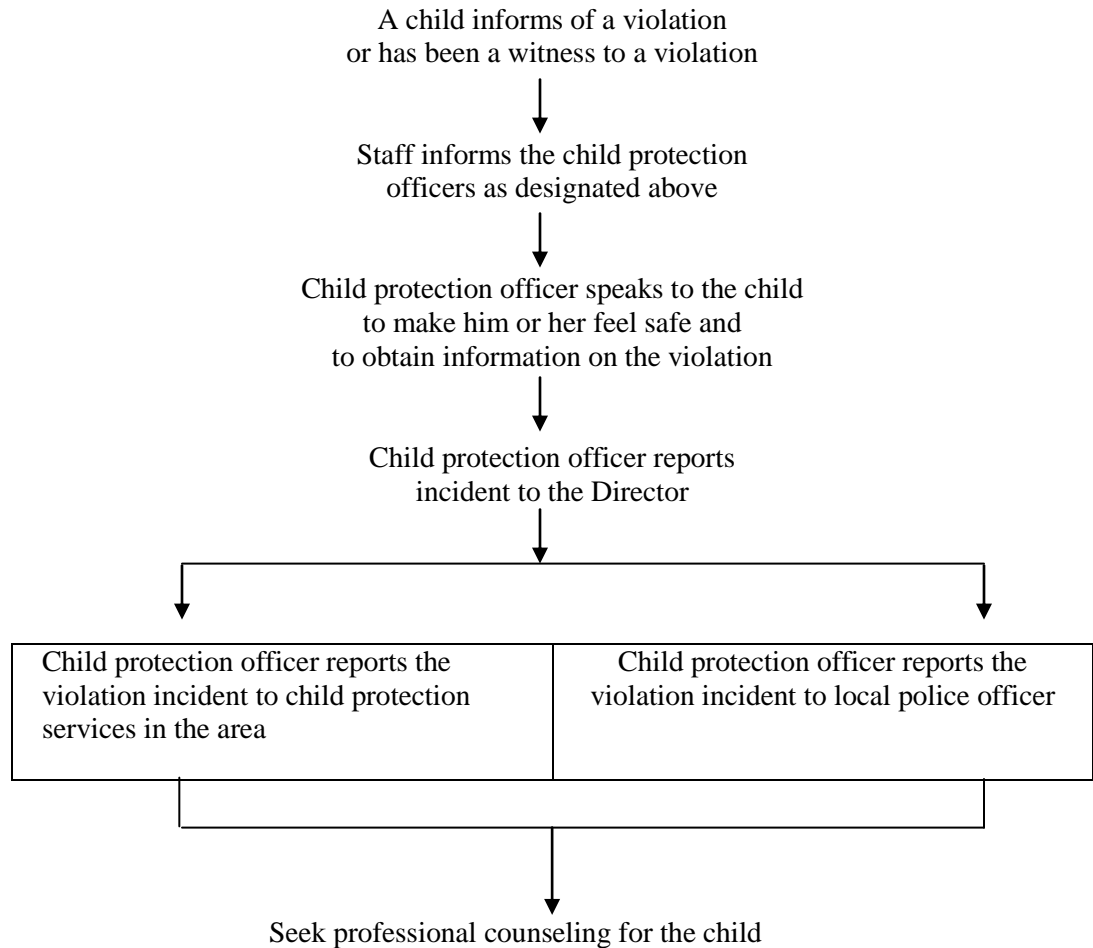 A child informs of a violation
or has been a witness to a violation
Staff informs the child protection
officers as designated above
Child protection officer speaks to the child
to make him or her feel safe and
to obtain information on the violation
Child protection officer reports
incident to the Director
Child protection officer reports the
violation incident to child protection
services in the area
Child protection officer reports the
violation incident to local police officer
Seek professional counseling for the child